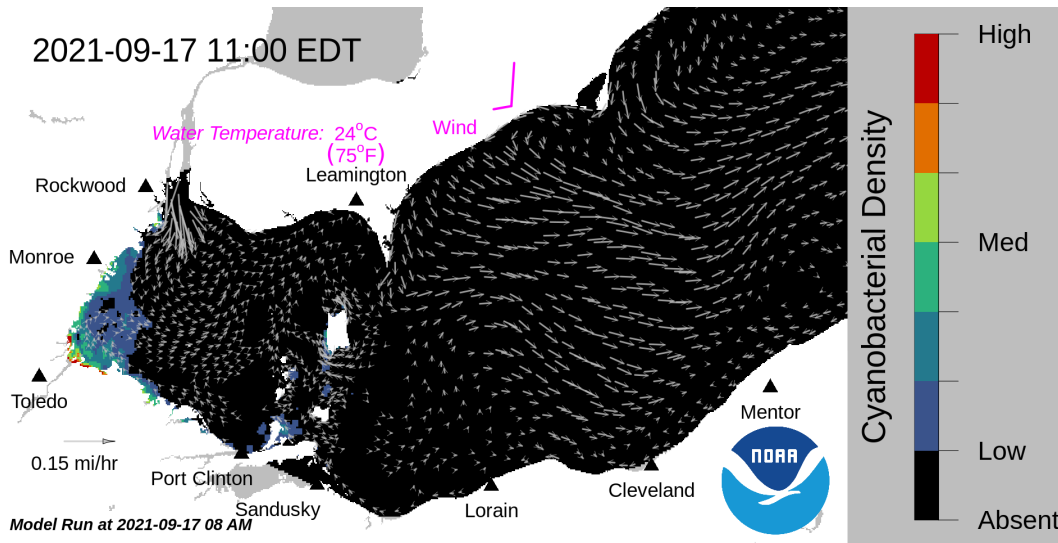 2021-09-17 11:00 EDT
Water Temperature: 24°C
(75°F)
Wind
Leamington
Rockwood
Monroe
Toledo
0.15 mi/hr
Port Clinton
Sandusky
Lorain
Cleveland
Mentor
NOAA
Model Run at 2021-09-17 08 AM
Cyanobacterial Density
High
Med
Low
Absent